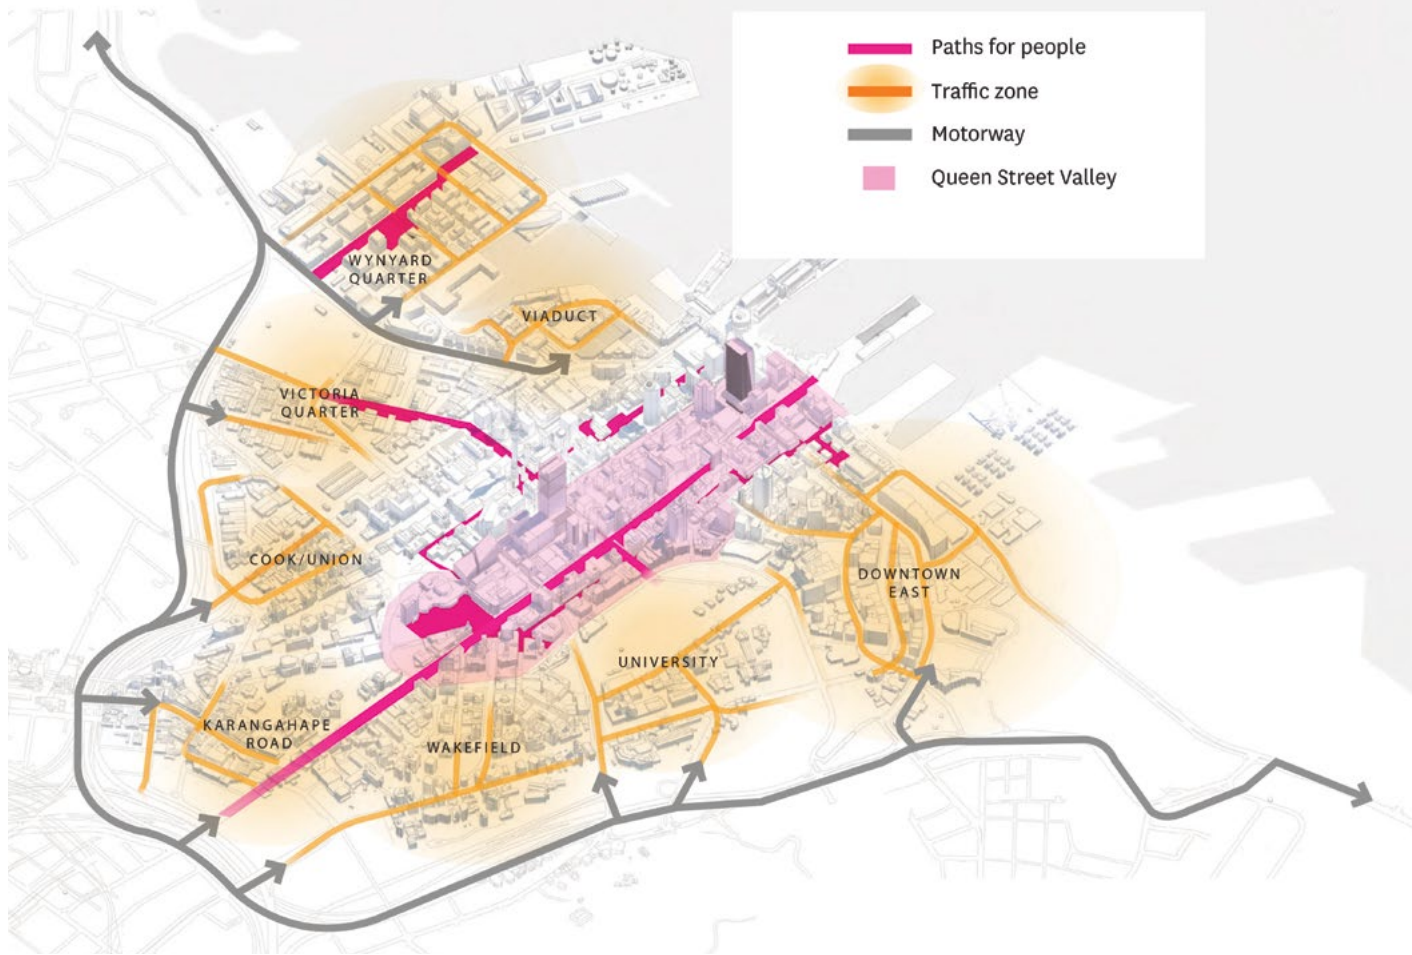 Paths for people
Traffic zone
Motorway
Queen Street Valley
WYNYARD
QUARTER
VIADUCT
VICTORIA
QUARTER
COOK/UNION
DOWNTOWN
EAST
UNIVERSITY
KARANGAHAPE
ROAD
WAKEFIELD